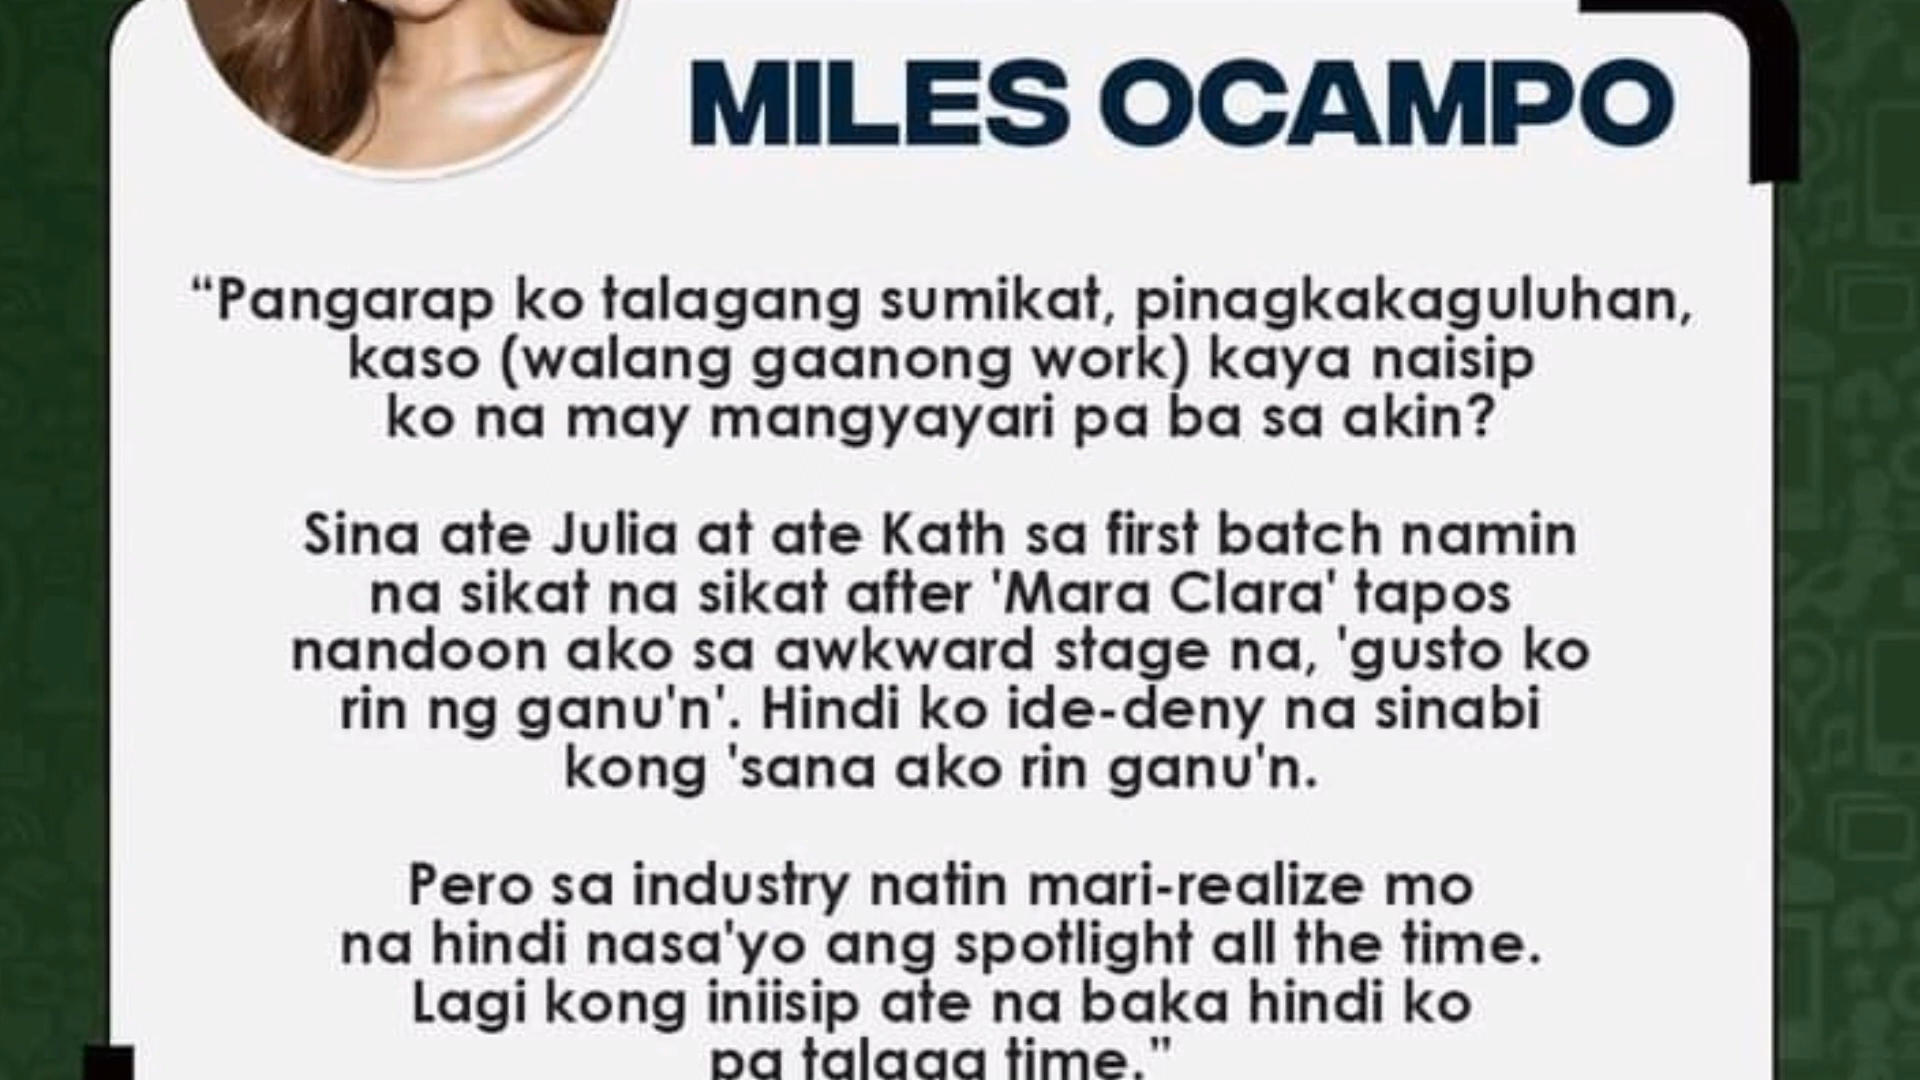 MILES OCAMPO
“Pangarap ko talagang sumikat, pinagkakaguluhan,
kaso (walang gaanong work) kaya naisip
ko na may mangyayari pa ba sa akin?
Sina ate Julia at ate Kath sa first batch namin
na sikat na sikat after 'Mara Clara' tapos
nandoon ako sa awkward stage na, 'gusto ko
rin ng ganu'n'. Hindi ko ide-deny na sinabi
kong 'sana ako rin ganu'n.
Pero sa industry natin mari-realize mo
na hindi nasa'yo ang spotlight all the time.
Lagi kong iniisip ate na baka hindi ko
pa talaga time.”